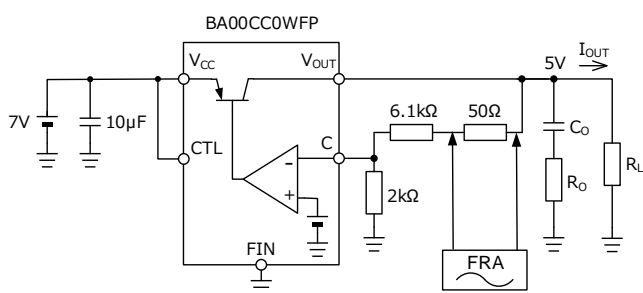 BA00CC0WFP
VCC
VOUT
5V
IOUT
7V
10µF
CTL
C
6.1kΩ
50Ω
CO
RO
RL
2kΩ
-
+
FIN
FRA